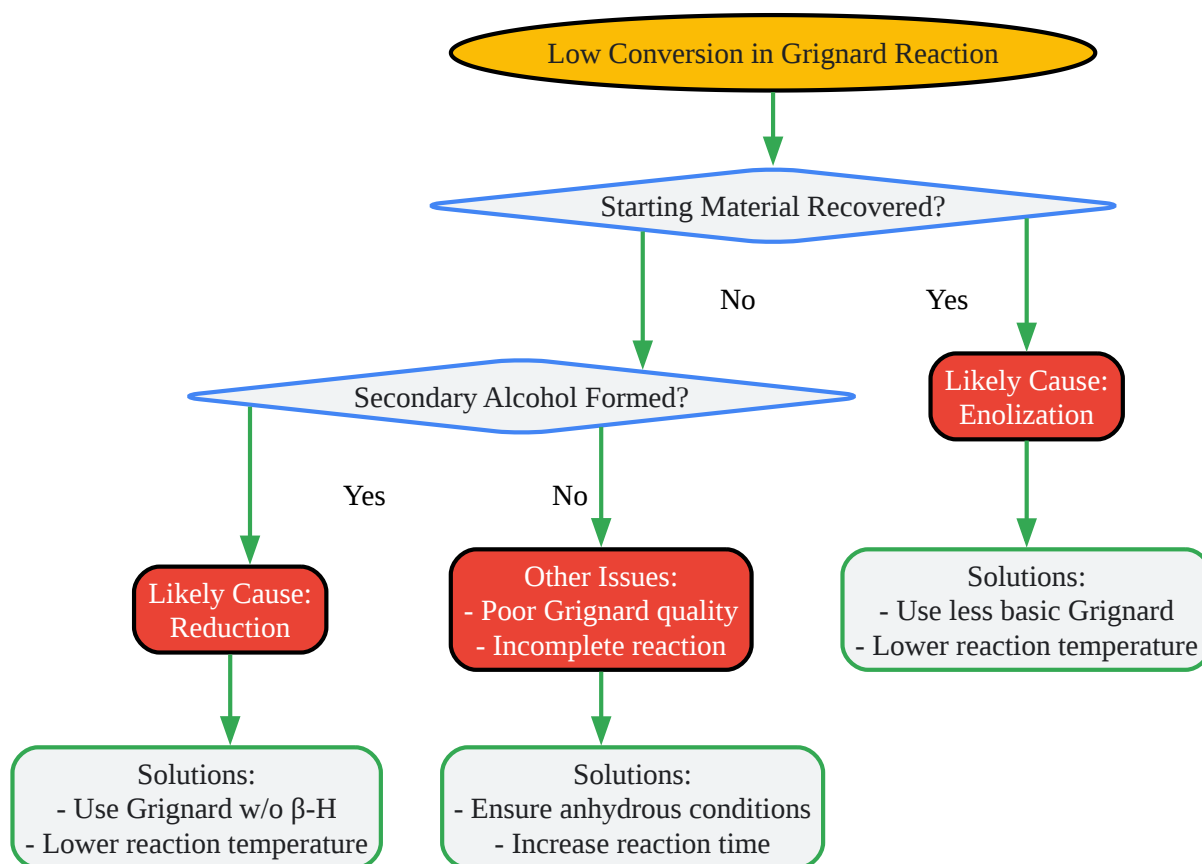 Low Conversion in Grignard Reaction
Starting Material Recovered?
No
Yes
Secondary Alcohol Formed?
Likely Cause:
Enolization
Yes
No
Likely Cause:
Reduction
Other Issues:
- Poor Grignard quality
- Incomplete reaction
Solutions:
- Use less basic Grignard
- Lower reaction temperature
Solutions:
- Use Grignard w/o β-H
- Lower reaction temperature
Solutions:
- Ensure anhydrous conditions
- Increase reaction time